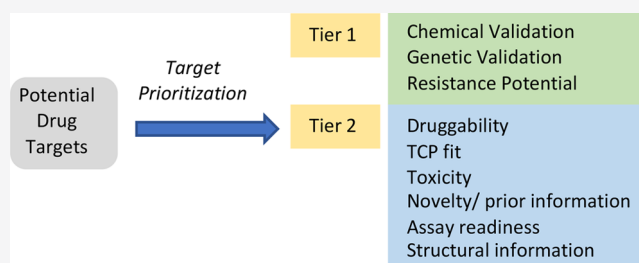 Potential
Drug
Targets
Target
Prioritization
Tier 1
Chemical Validation
Genetic Validation
Resistance Potential
Tier 2
Druggability
TCP fit
Toxicity
Novelty/ prior information
Assay readiness
Structural information